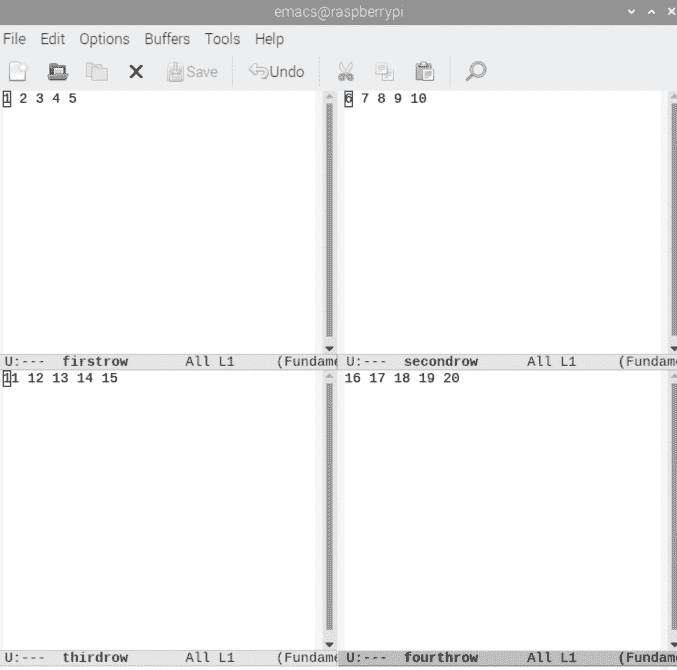 emacs@raspberrypi
File Edit Options Buffers Tools Help
Save Undo
1 2 3 4 5
6 7 8 9 10
U:--- firstrow All L1 (Fundame
U:--- secondrow All L1 (Fundam
11 12 13 14 15
16 17 18 19 20
U:--- thirdrow All L1 (Fundame
U:--- fourthrow All L1 (Fundam